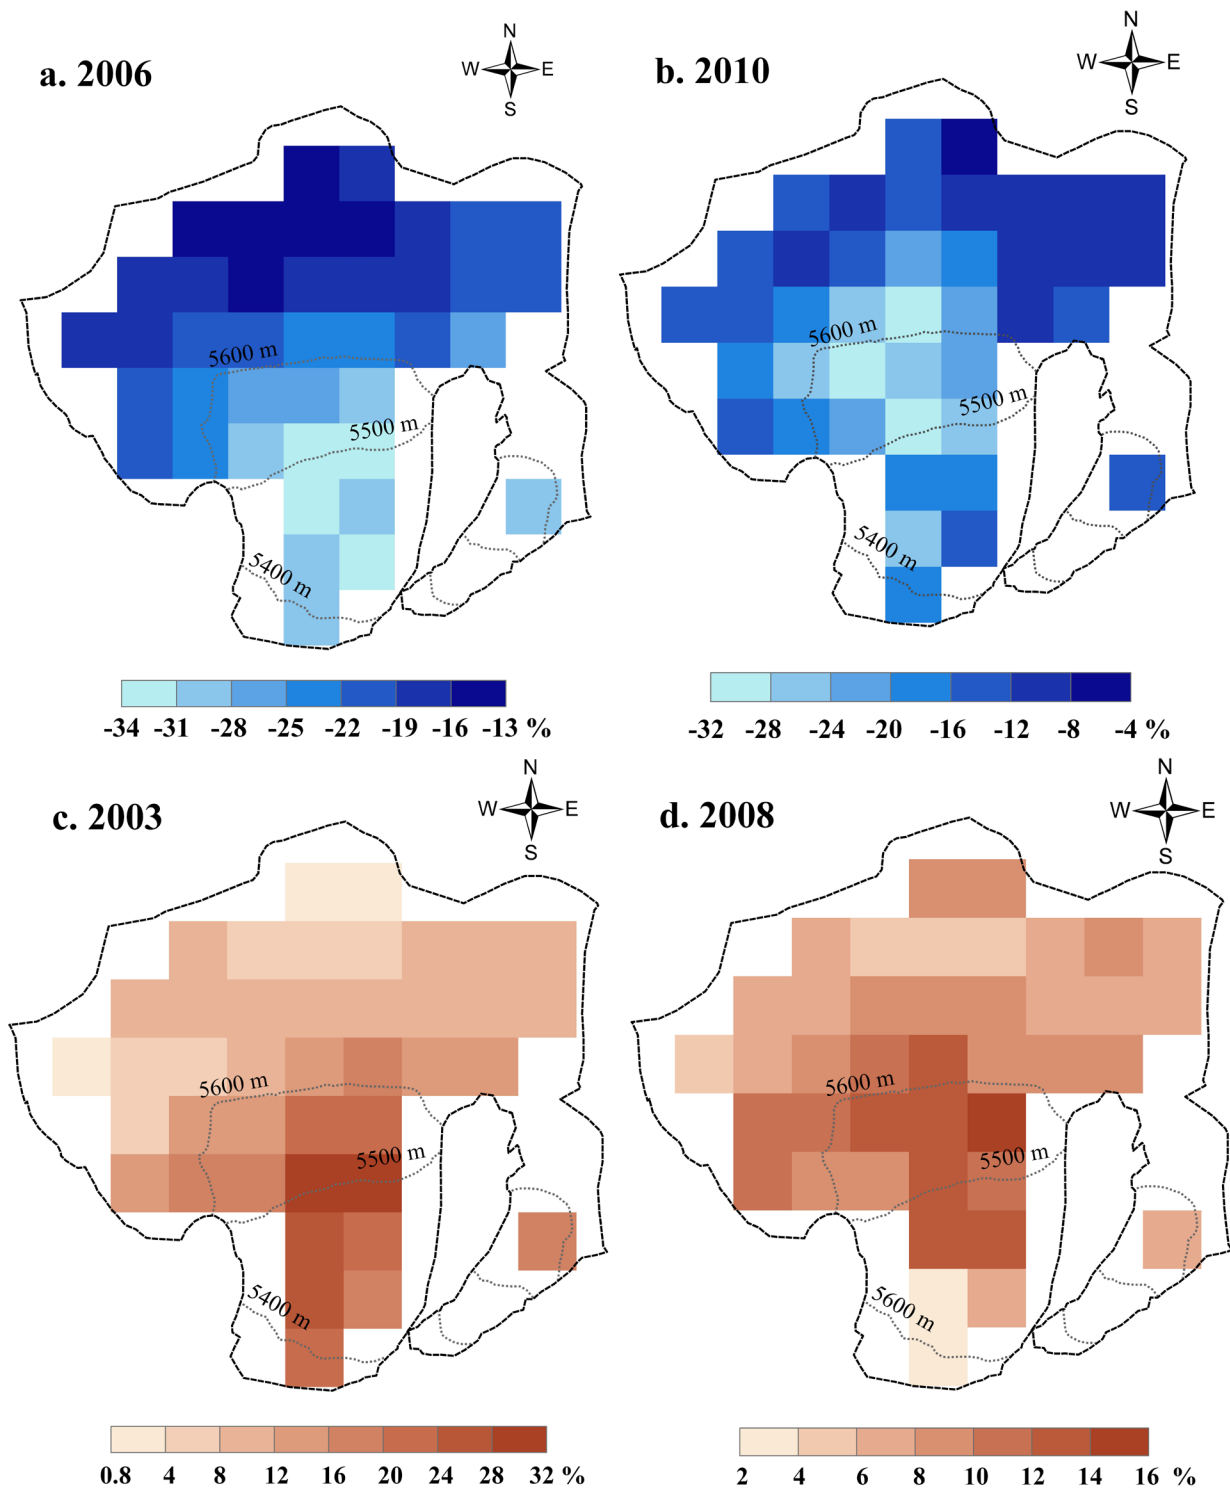 a. 2006
N
W E
S
5600 m
5500 m
5400 m
-34 -31 -28 -25 -22 -19 -16 -13 %
b. 2010
N
W E
S
5600 m
5500 m
5400 m
-32 -28 -24 -20 -16 -12 -8 -4 %
c. 2003
N
W E
S
5600 m
5500 m
5400 m
0.8 4 8 12 16 20 24 28 32 %
d. 2008
N
W E
S
5600 m
5500 m
5600 m
2 4 6 8 10 12 14 16 %